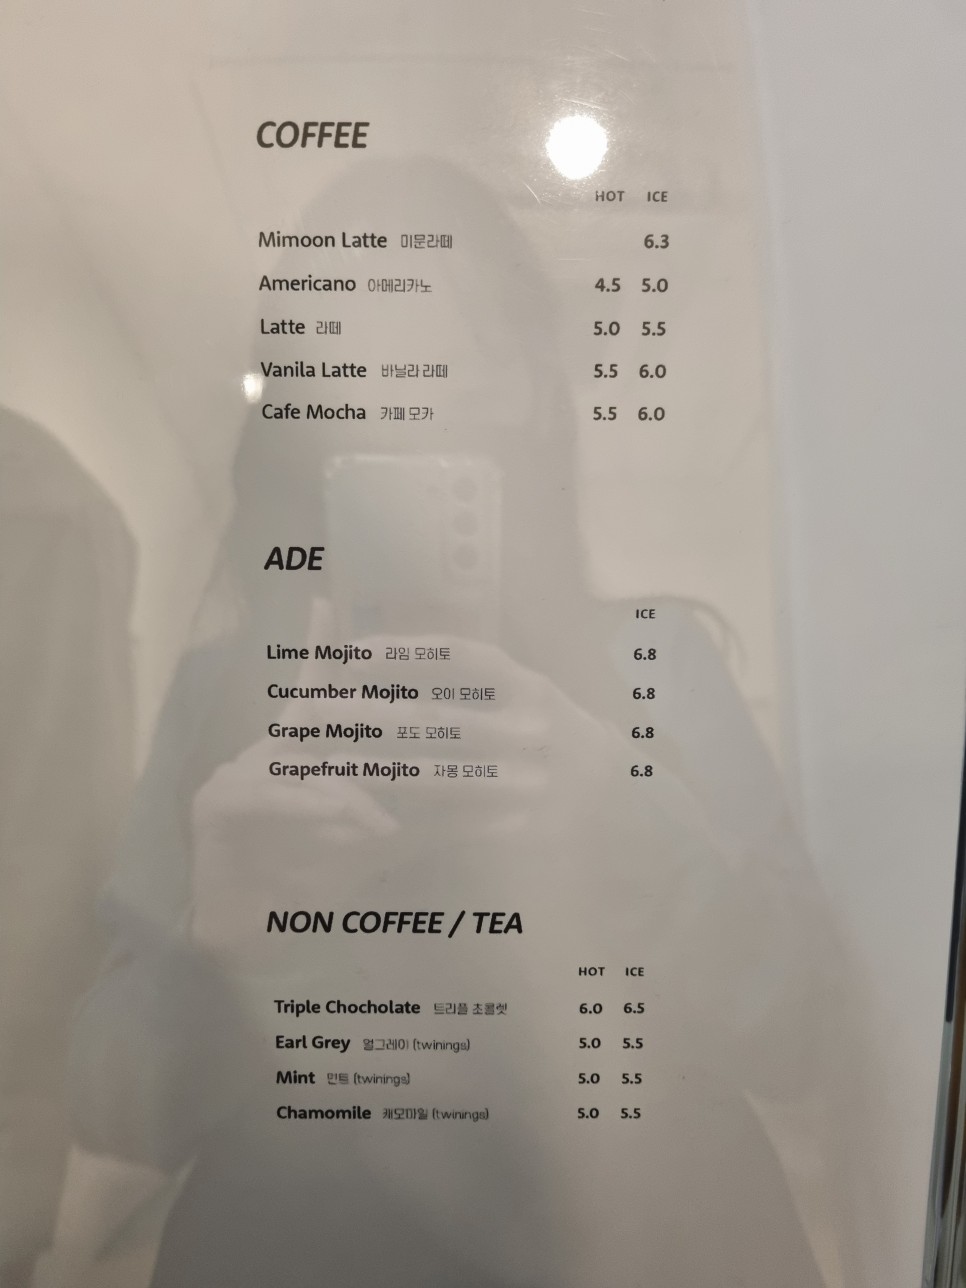 COFFEE
HOT ICE
Mimoon Latte 미문라떼 6.3
Americano 아메리카노 4.5 5.0
Latte 라떼 5.0 5.5
Vanila Latte 바닐라 라떼 5.5 6.0
Cafe Mocha 카페 모카 5.5 6.0
ADE
ICE
Lime Mojito 라임 모히토 6.8
Cucumber Mojito 오이 모히토 6.8
Grape Mojito 포도 모히토 6.8
Grapefruit Mojito 자몽 모히토 6.8
NON COFFEE / TEA
HOT ICE
Triple Chocholate 트리플 초콜렛 6.0 6.5
Earl Grey 얼그레이 (twinings) 5.0 5.5
Mint 민트 (twinings) 5.0 5.5
Chamomile 캐모마일 (twinings) 5.0 5.5